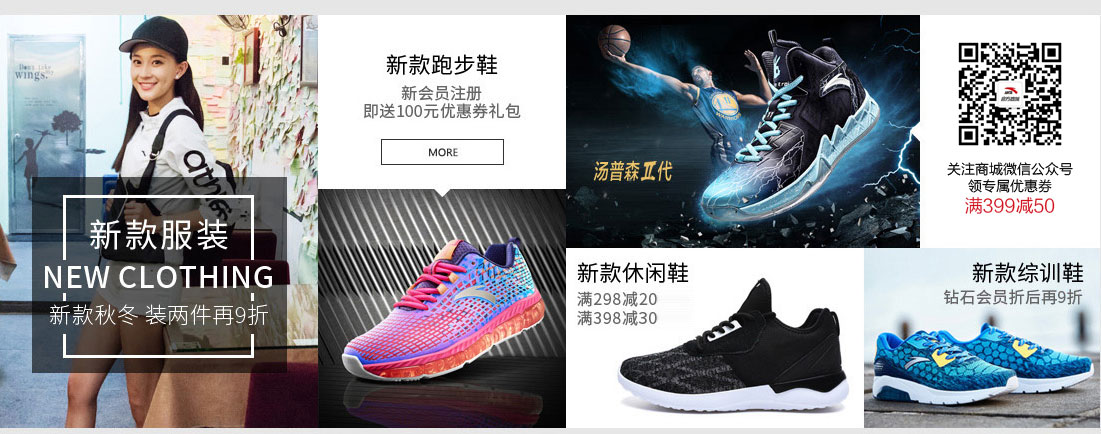 Dont take
wings.
新款服装
NEW CLOTHING
新款秋冬 装两件再9折
新款跑步鞋
新会员注册
即送100元优惠券礼包
MORE
汤普森II代
关注商城微信公众号
领专属优惠券
满399减50
新款休闲鞋
满298减20
满398减30
新款综训鞋
钻石会员折后再9折